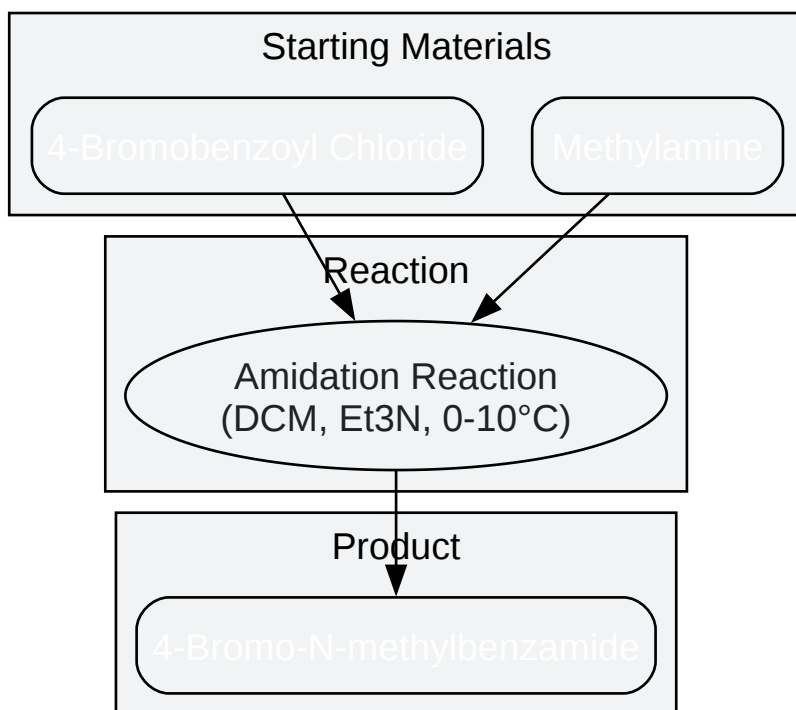 Starting Materials
4-Bromobenzoyl Chloride
Methylamine
Reaction
Amidation Reaction
(DCM, Et3N, 0-10°C)
Product
4-Bromo-N-methylbenzamide